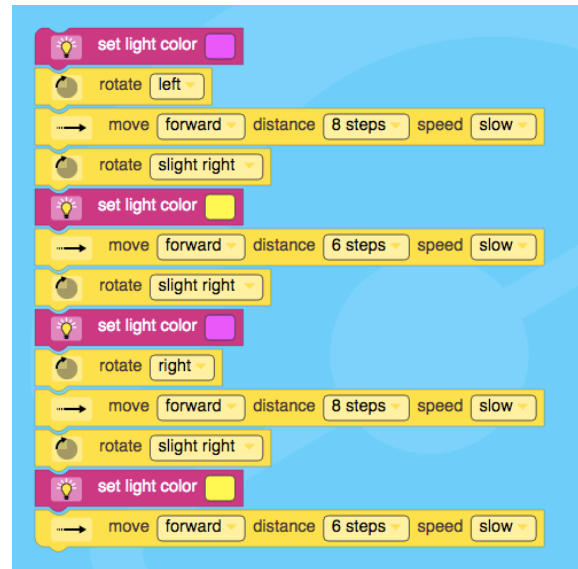 set light color
rotate left
move forward distance 8 steps speed slow
rotate slight right
set light color
move forward distance 6 steps speed slow
rotate slight right
set light color
rotate right
move forward distance 8 steps speed slow
rotate slight right
set light color
move forward distance 6 steps speed slow